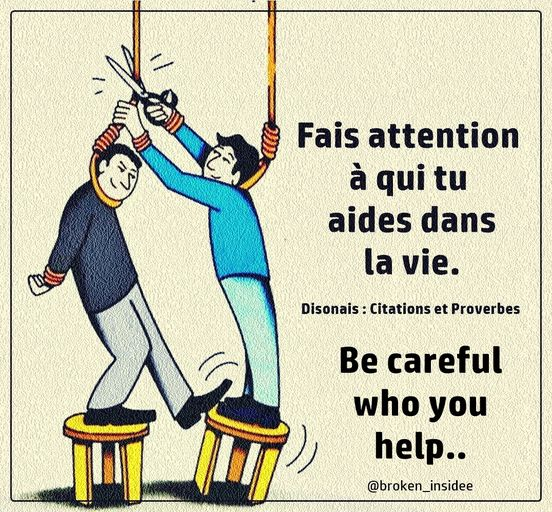 Fais attention
à qui tu
aides dans
la vie.
Disonais : Citations et Proverbes
Be careful
who you
help..
@broken_insidee